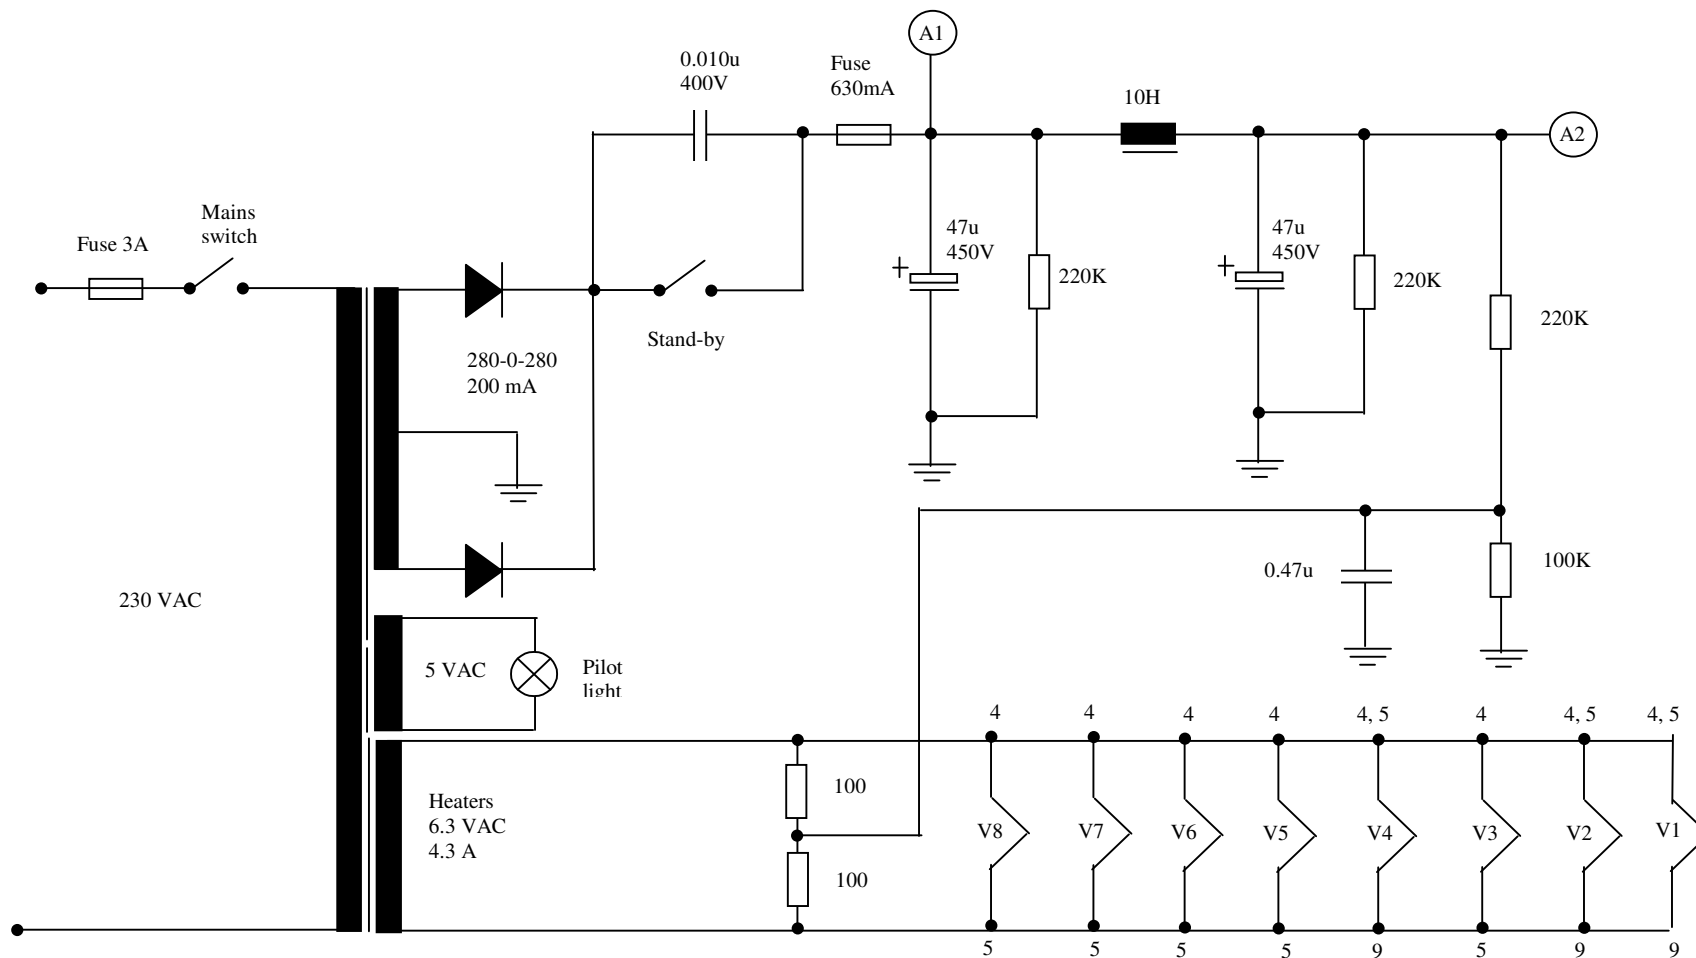 A1
0.010u
400V
Fuse
630mA
10H
A2
Mains
switch
Fuse 3A
47u
450V
+
220K
47u
450V
+
220K
220K
Stand-by
280-0-280
200 mA
230 VAC
0.47u
100K
5 VAC
Pilot
light
4
4
4
4
4, 5
4
4, 5
4, 5
Heaters
6.3 VAC
4.3 A
100
100
V8
V7
V6
V5
V4
V3
V2
V1
5
5
5
5
9
5
9
9